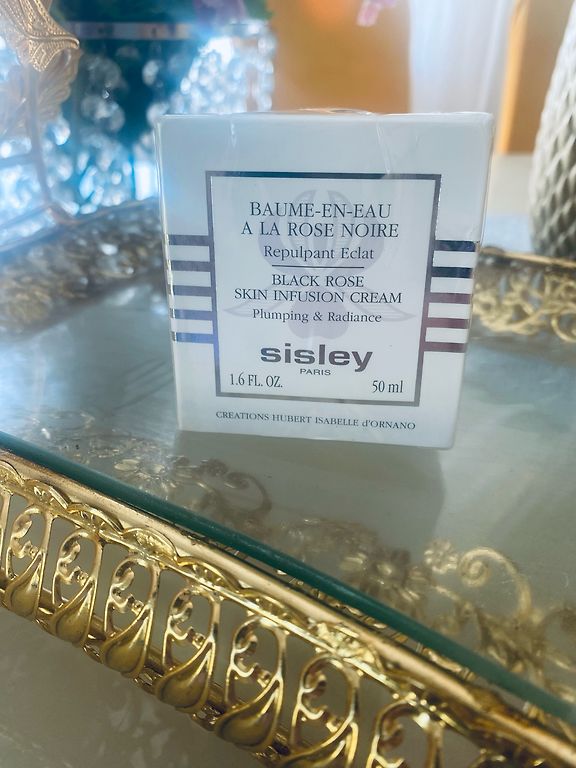 BAUME-EN-EAU
A LA ROSE NOIRE
Repulpant Eclat
BLACK ROSE
SKIN INFUSION CREAM
Plumping & Radiance
sisley
PARIS
1.6 FL. OZ. 50 ml
CREATIONS HUBERT ISABELLE d'ORNANO